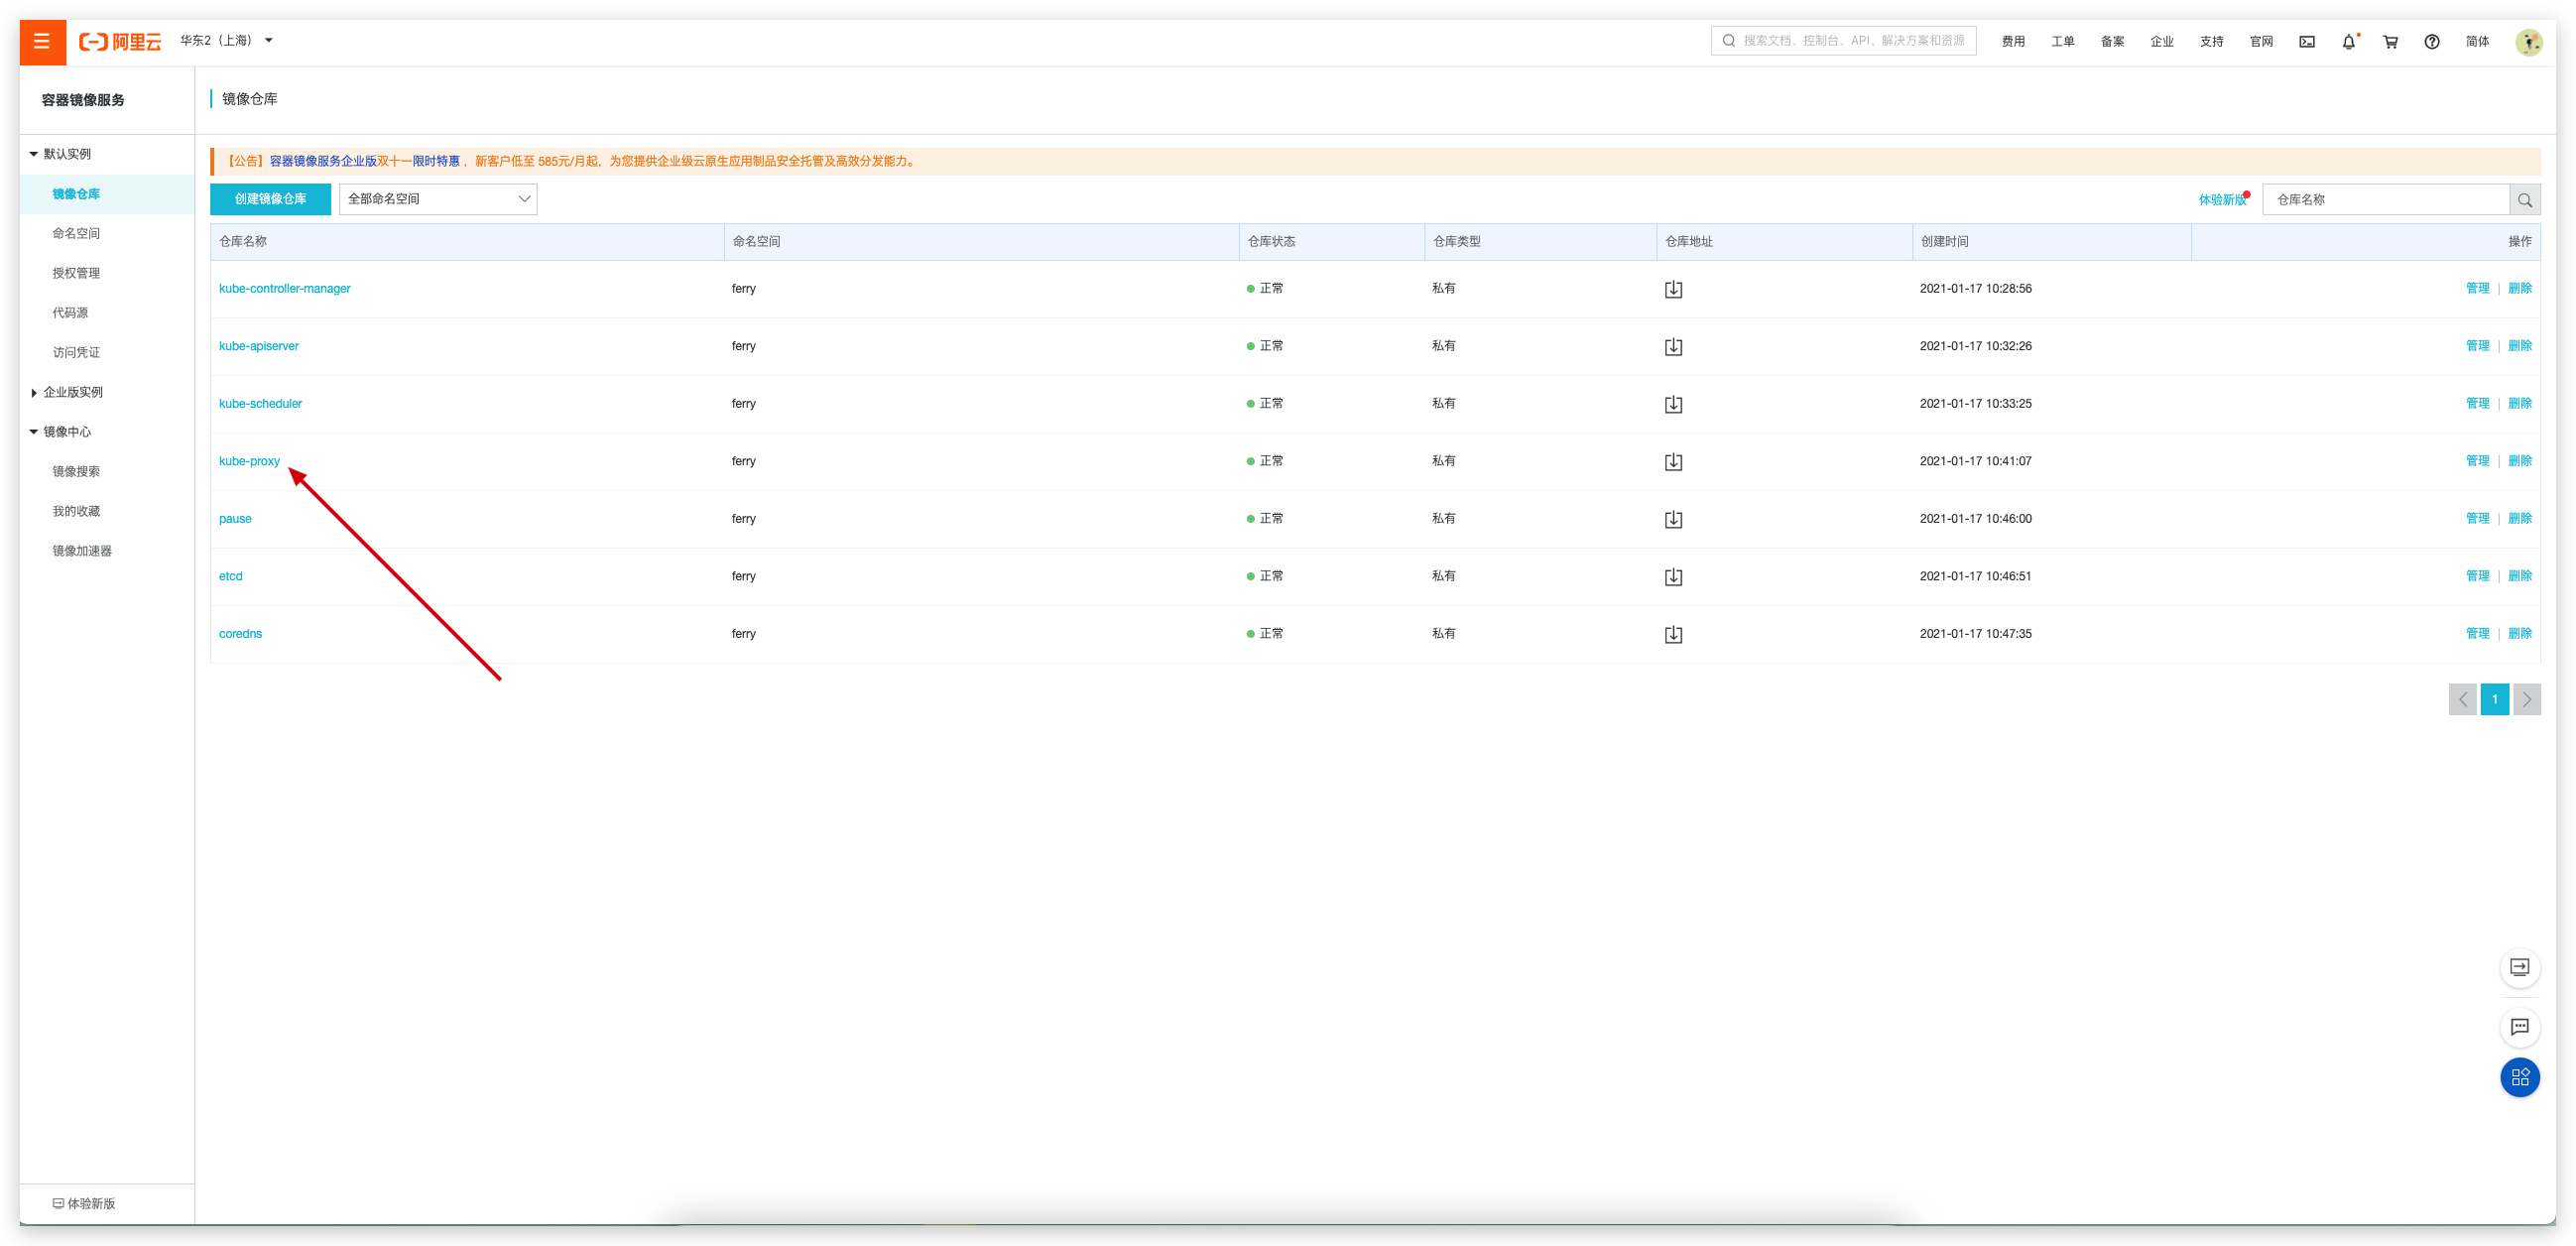 阿里云 华东2（上海） 搜索文档、控制台、API、解决方案和资源 费用 工单 备案 企业 支持 官网 简体
容器镜像服务
默认实例
镜像仓库
命名空间
授权管理
代码源
访问凭证
企业版实例
镜像中心
镜像搜索
我的收藏
镜像加速器
体验新版
镜像仓库
【公告】容器镜像服务企业版双十一限时特惠 ，新客户低至 585元/月起，为您提供企业级云原生应用制品安全托管及高效分发能力。
创建镜像仓库 全部命名空间 体验新版 仓库名称
仓库名称 命名空间 仓库状态 仓库类型 仓库地址 创建时间 操作
kube-controller-manager ferry 正常 私有 2021-01-17 10:28:56 管理 | 删除
kube-apiserver ferry 正常 私有 2021-01-17 10:32:26 管理 | 删除
kube-scheduler ferry 正常 私有 2021-01-17 10:33:25 管理 | 删除
kube-proxy ferry 正常 私有 2021-01-17 10:41:07 管理 | 删除
pause ferry 正常 私有 2021-01-17 10:46:00 管理 | 删除
etcd ferry 正常 私有 2021-01-17 10:46:51 管理 | 删除
coredns ferry 正常 私有 2021-01-17 10:47:35 管理 | 删除
1